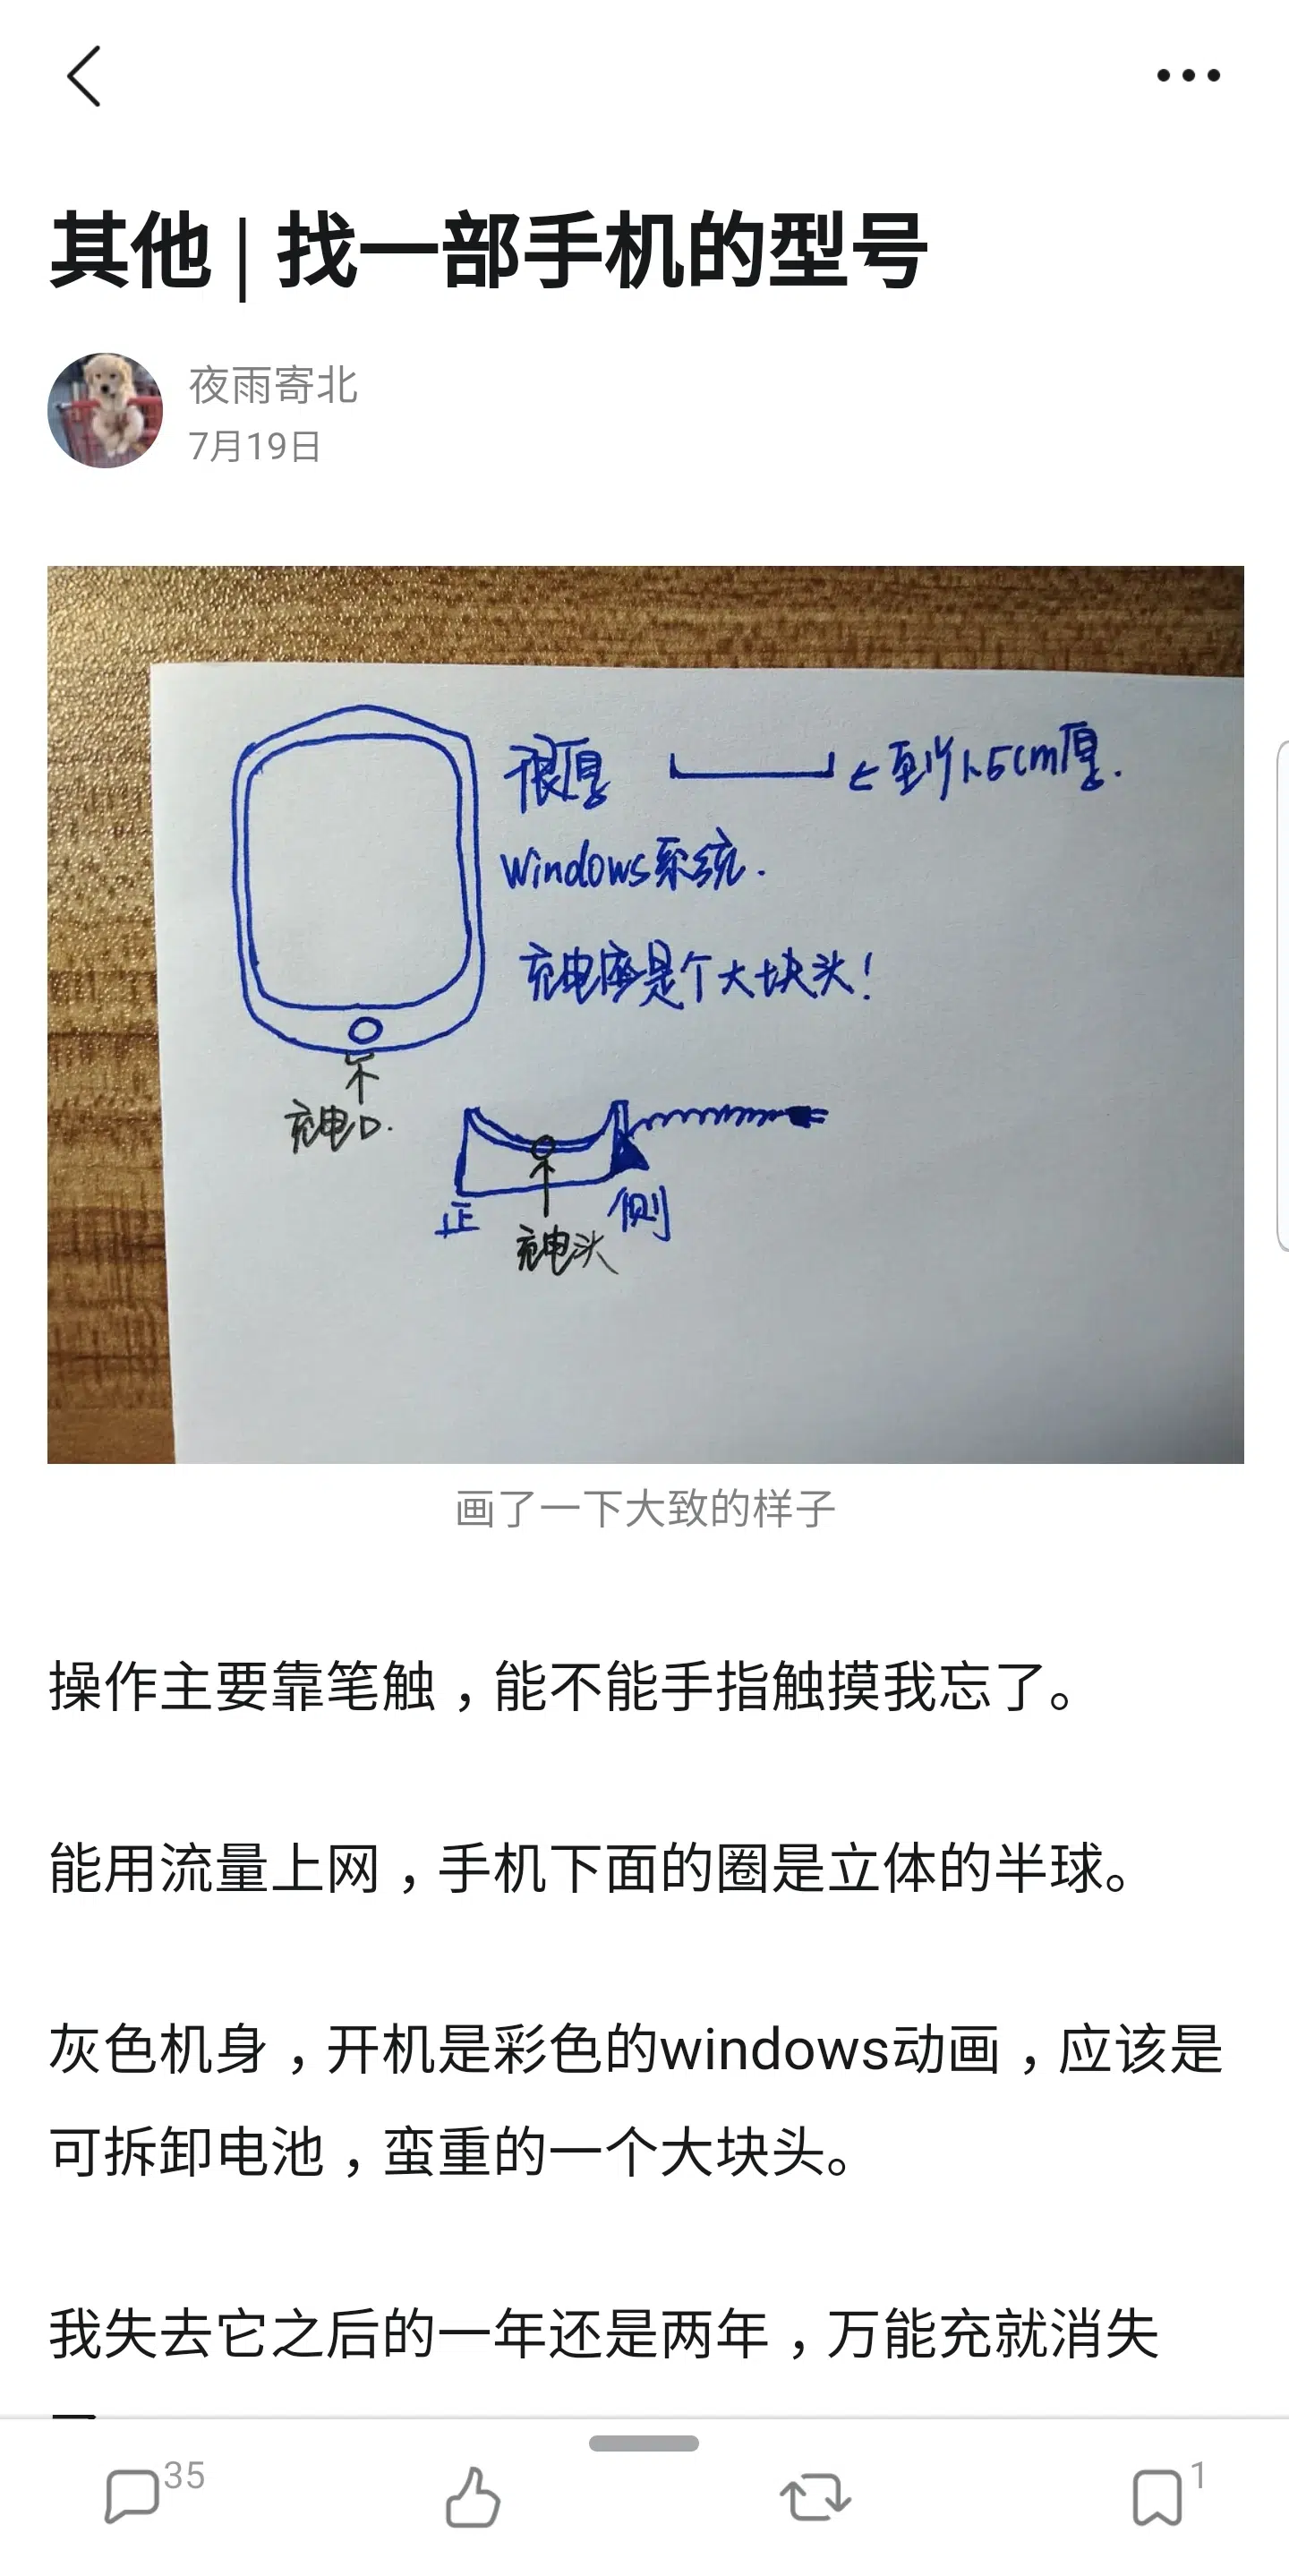 其他 | 找一部手机的型号
夜雨寄北
7月19日
很厚
←至少1.5cm厚.
Windows系统.
充电座是个大块头!
充电口.
正
侧
充电头
画了一下大致的样子
操作主要靠笔触，能不能手指触摸我忘了。
能用流量上网，手机下面的圈是立体的半球。
灰色机身，开机是彩色的windows动画，应该是
可拆卸电池，蛮重的一个大块头。
我失去它之后的一年还是两年，万能充就消失
35
1